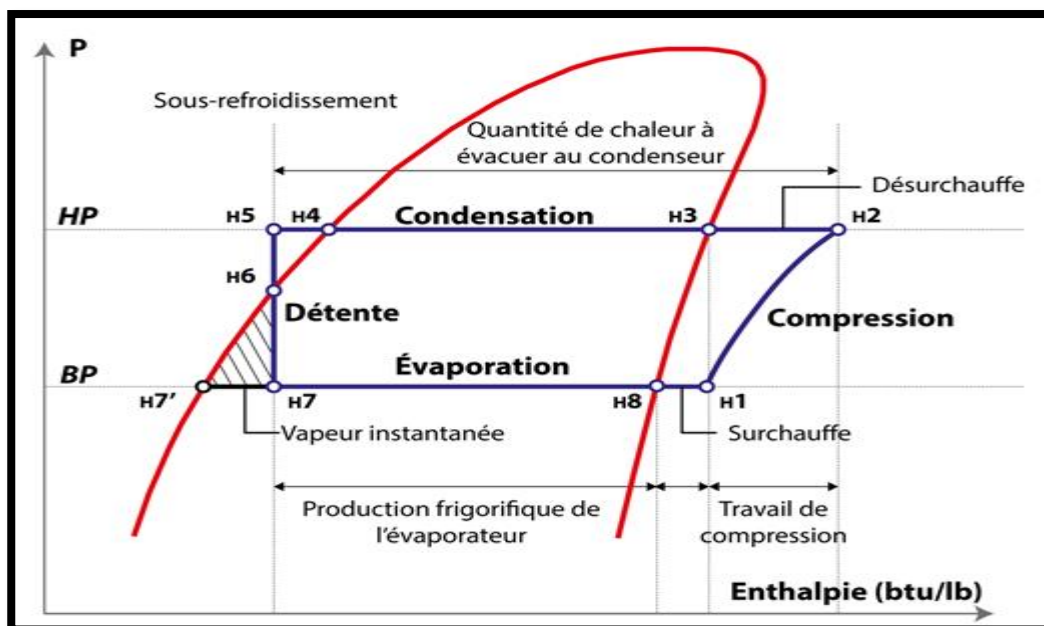 P
Sous-refroidissement
Quantité de chaleur à
évacuer au condenseur
Désurchauffe
HP
H5
H4
Condensation
H3
H2
H6
Détente
Compression
Évaporation
BP
H7’
H7
H8
H1
Vapeur instantanée
Surchauffe
Production frigorifique de
l’évaporateur
Travail de
compression
Enthalpie (btu/lb)